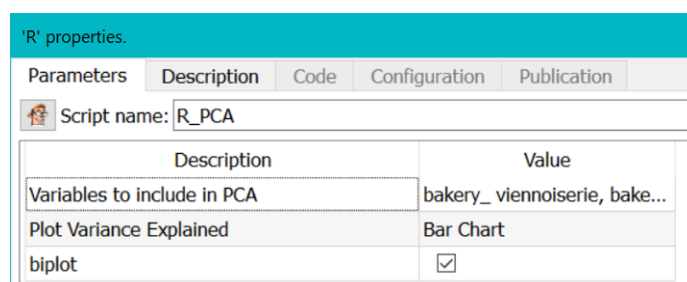 'R' properties.
Parameters Description Code Configuration Publication
Script name: R_PCA
Description Value
Variables to include in PCA bakery_ viennoiserie, bake...
Plot Variance Explained Bar Chart
biplot